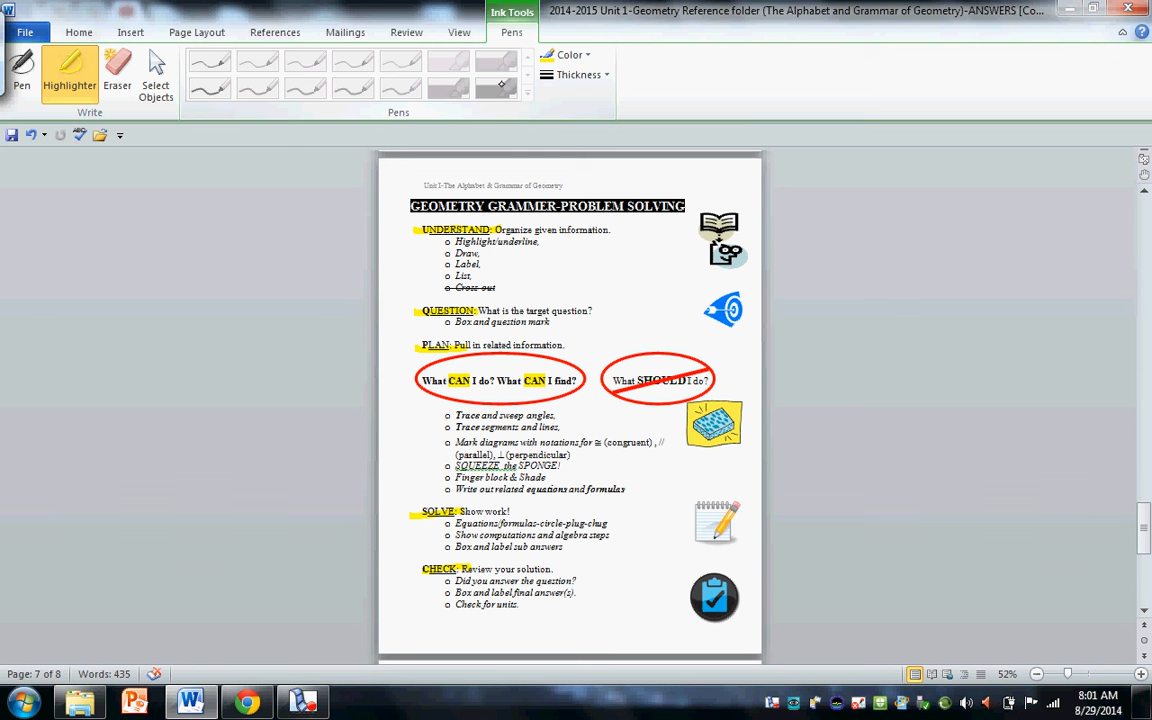 Ink Tools
2014-2015 Unit 1-Geometry Reference folder (The Alphabet and Grammar of Geometry)-ANSWERS [Co...
File Home Insert Page Layout References Mailings Review View Pens
Pen Highlighter Eraser Select Objects
Color
Thickness
Write Pens
ABC
Unit I-The Alphabet & Grammar of Geometry
GEOMETRY GRAMMER-PROBLEM SOLVING
UNDERSTAND: Organize given information.
o Highlight/underline,
o Draw,
o Label,
o List,
o Cross-out
QUESTION: What is the target question?
o Box and question mark
PLAN: Pull in related information.
What CAN I do? What CAN I find? What SHOULD I do?
o Trace and sweep angles,
o Trace segments and lines,
o Mark diagrams with notations for ≅ (congruent) , //
(parallel), ⊥ (perpendicular)
o SQUEEZE the SPONGE!
o Finger block & Shade
o Write out related equations and formulas
SOLVE: Show work!
o Equations/formulas-circle-plug-chug
o Show computations and algebra steps
o Box and label sub answers
CHECK: Review your solution.
o Did you answer the question?
o Box and label final answer(s).
o Check for units.
Page: 7 of 8 Words: 435 52%
8:01 AM
8/29/2014